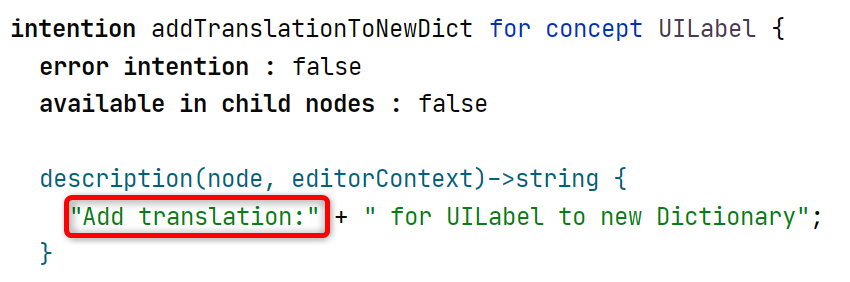 intention addTranslationToNewDict for concept UILabel {
error intention : false
available in child nodes : false
description(node, editorContext)->string {
"Add translation:" + " for UILabel to new Dictionary";
}